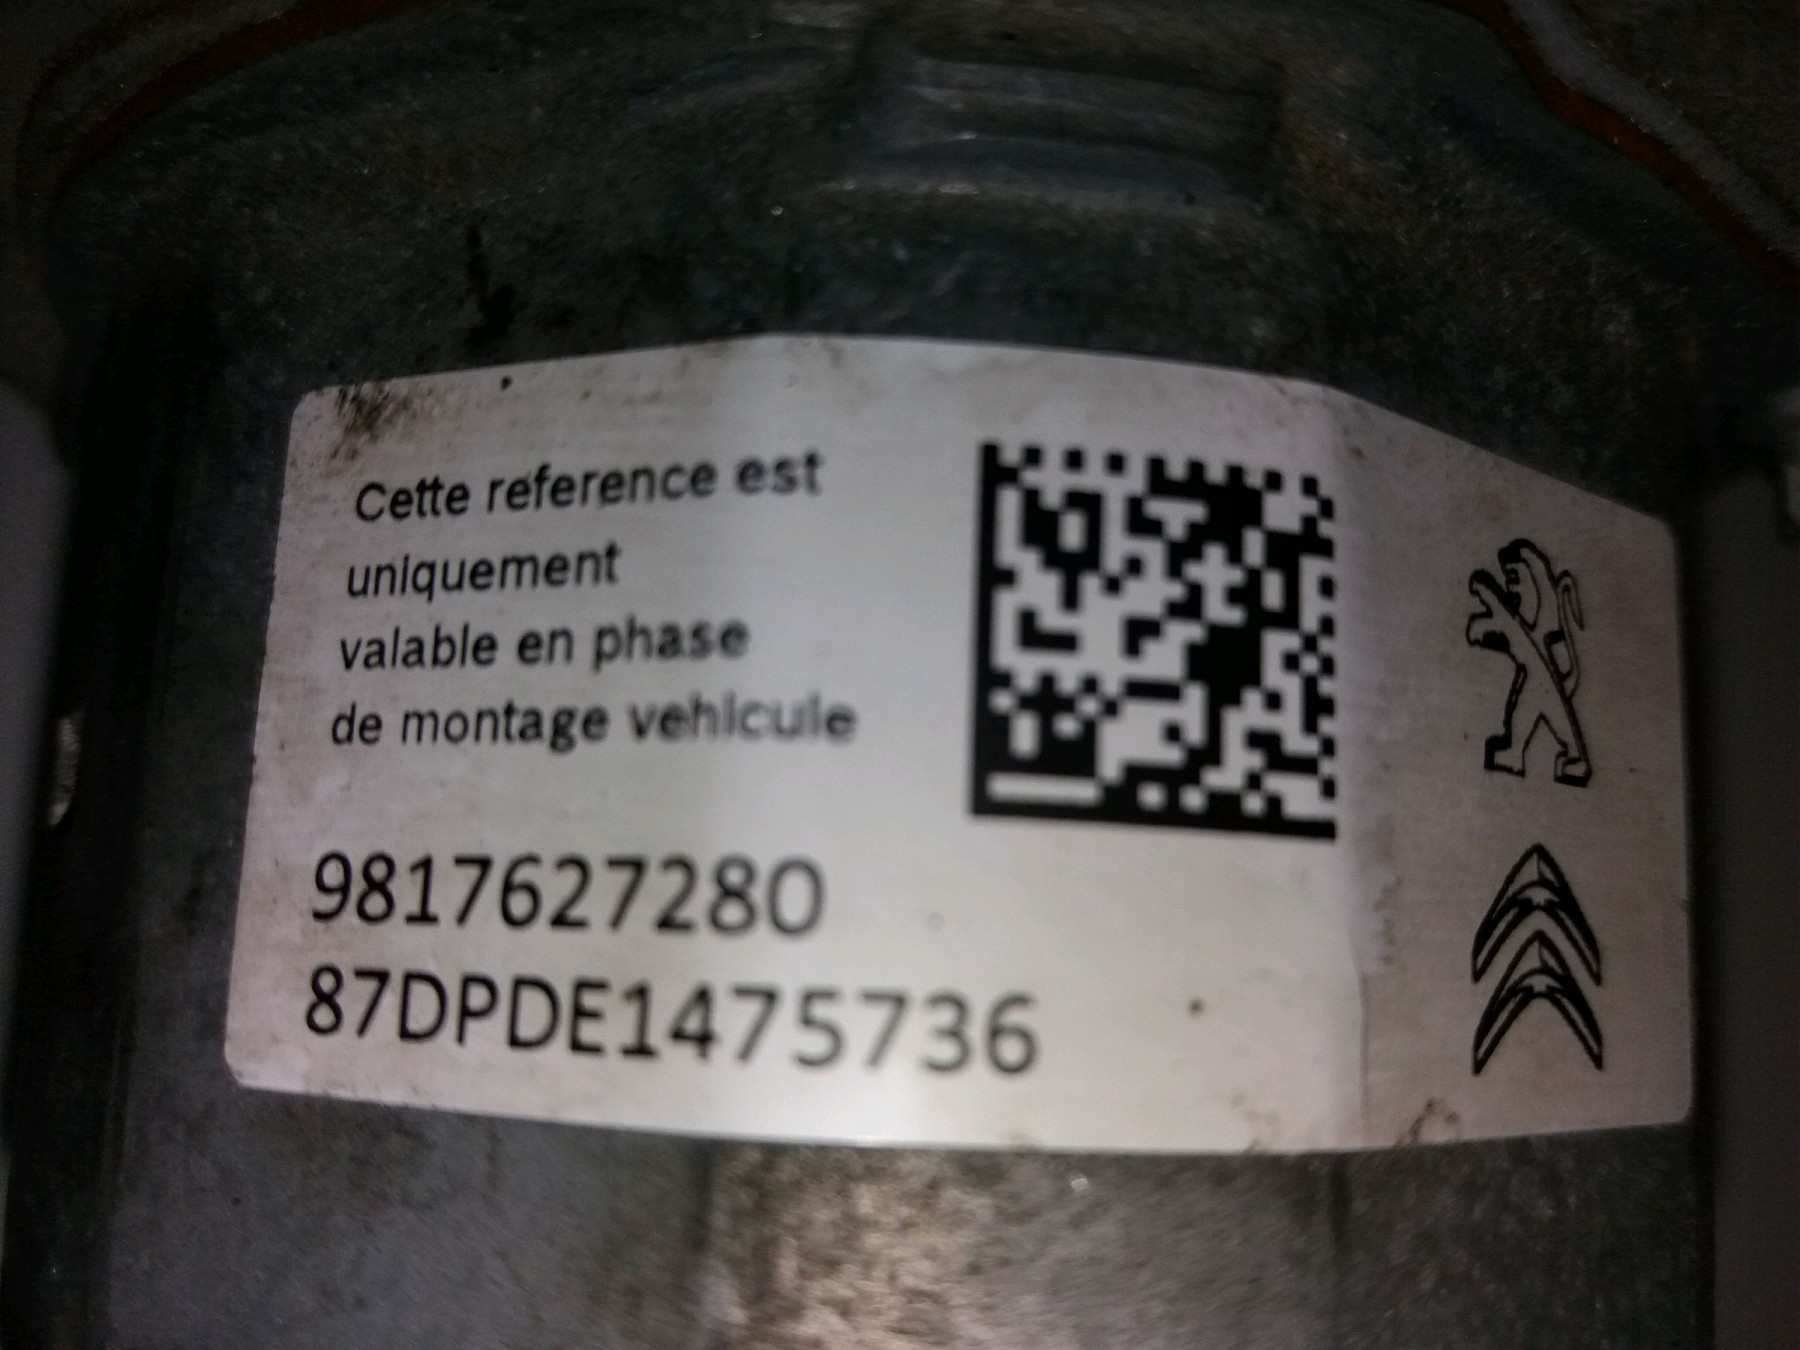 Cette reference est
uniquement
valable en phase
de montage vehicule
9817627280
87DPDE1475736